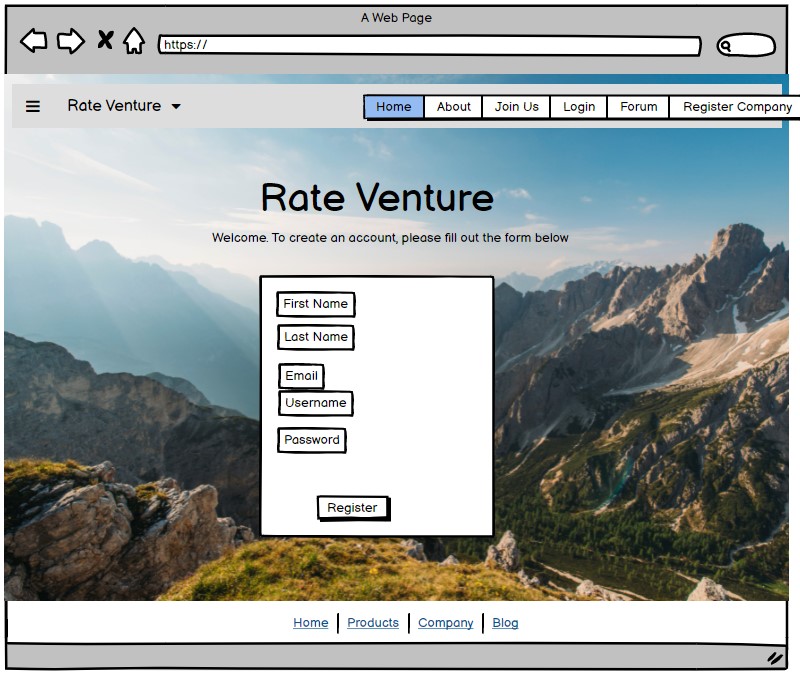 A Web Page
https://
Rate Venture
Home About Join Us Login Forum Register Company
Rate Venture
Welcome. To create an account, please fill out the form below
First Name
Last Name
Email
Username
Password
Register
Home Products Company Blog